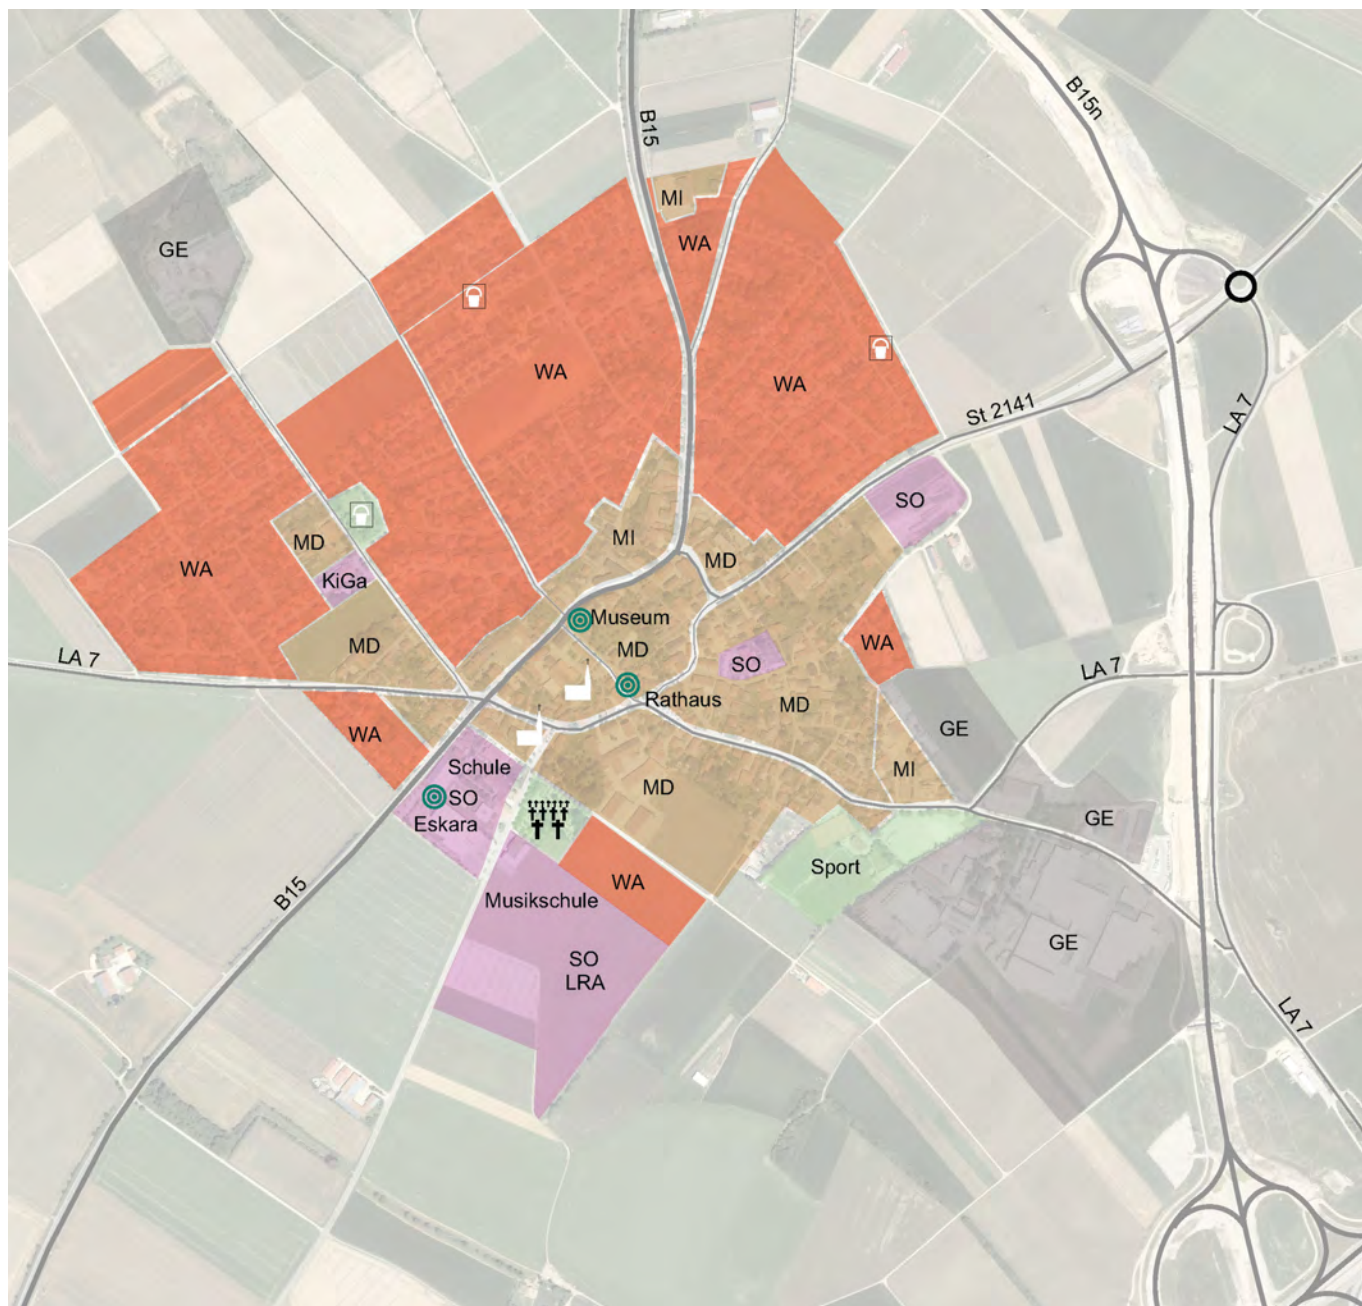 B15n
B15
MI
GE
WA
WA
WA
WA
St 2141
LA 7
SO
MI
MD
MD
WA
KiGa
Museum
MD
WA
MD
LA 7
SO
LA 7
Rathaus
MD
GE
WA
Schule
MI
MD
SO
Eskara
GE
Sport
WA
B15
Musikschule
GE
SO
LRA
LA 7